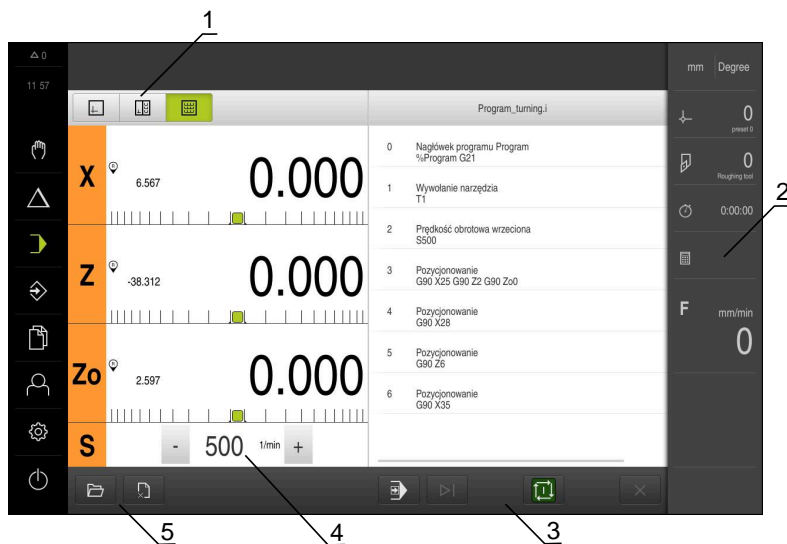 1
△ 0
11 57
mm Degree
Program_turning.i
X
R
6.567
0.000
Z
R
-38.312
0.000
Zo
R
2.597
0.000
S
- 500 1/min +
0 Nagłówek programu Program
%Program G21
1 Wywołanie narzędzia
T1
2 Prędkość obrotowa wrzeciona
S500
3 Pozycjonowanie
G90 X25 G90 Z2 G90 Zo0
4 Pozycjonowanie
G90 X28
5 Pozycjonowanie
G90 Z6
6 Pozycjonowanie
G90 X35
0
preset 0
0
Roughing tool
0:00:00
F mm/min
0
2
5
4
3